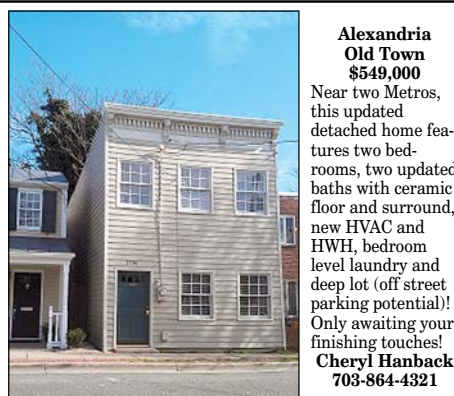 Alexandria
Old Town
$549,000
Near two Metros,
this updated
detached home fea-
tures two bed-
rooms, two updated
baths with ceramic
floor and surround,
new HVAC and
HWH, bedroom
level laundry and
deep lot (off street
parking potential)!
Only awaiting your
finishing touches!
Cheryl Hanback
703-864-4321